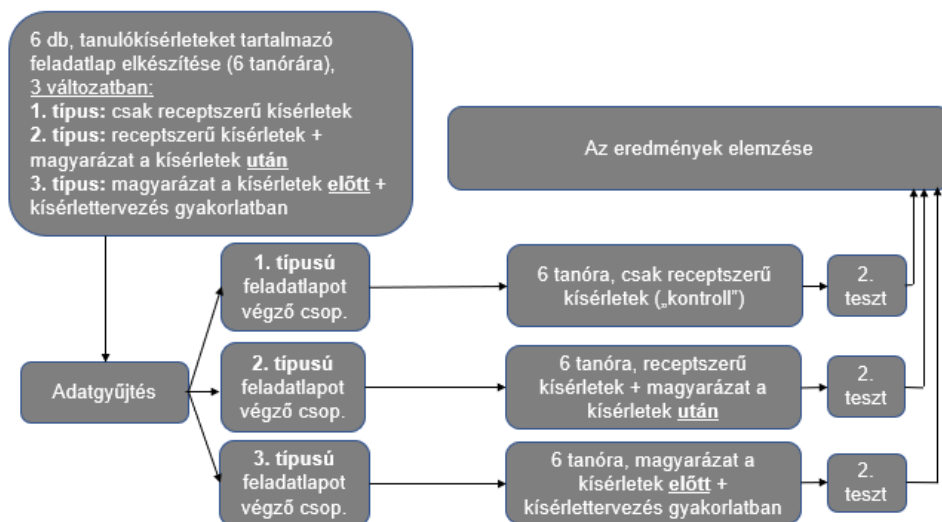 6 db, tanulókísérleteket tartalmazó
feladatlap elkészítése (6 tanórára),
3 változatban:
1. típus: csak receptszerű kísérletek
2. típus: receptszerű kísérletek +
magyarázat a kísérletek után
3. típus: magyarázat a kísérletek előtt +
kísérlettervezés gyakorlatban
Az eredmények elemzése
Adatgyűjtés
1. típusú
feladatlapot
végző csop.
6 tanóra, csak receptszerű
kísérletek („kontroll”)
2.
teszt
2. típusú
feladatlapot
végző csop.
6 tanóra, receptszerű
kísérletek + magyarázat a
kísérletek után
2.
teszt
3. típusú
feladatlapot
végző csop.
6 tanóra, magyarázat a
kísérletek előtt +
kísérlettervezés gyakorlatban
2.
teszt